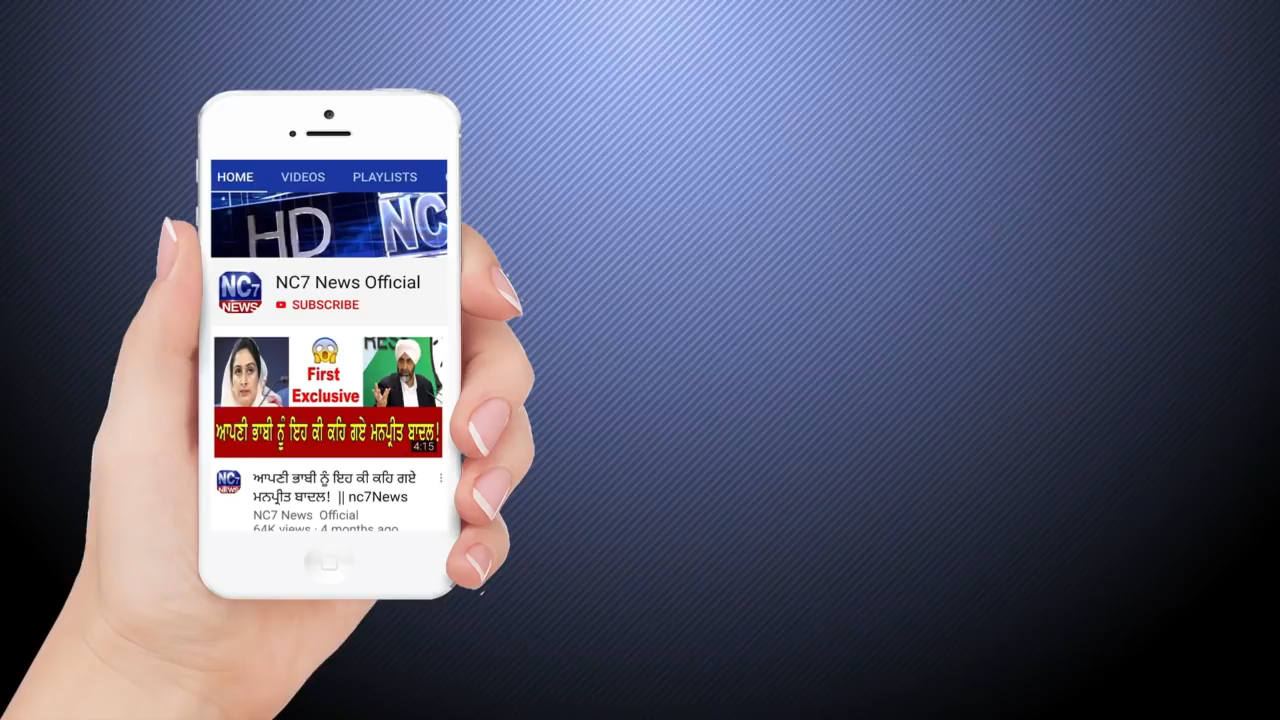 HOME VIDEOS PLAYLISTS
HD NC
NC7 NEWS
NC7 News Official
SUBSCRIBE
First
Exclusive
ਆਪਣੀ ਭਾਬੀ ਨੂੰ ਇਹ ਕੀ ਕਹਿ ਗਏ ਮਨਪ੍ਰੀਤ ਬਾਦਲ!
4:15
NC7 NEWS
ਆਪਣੀ ਭਾਬੀ ਨੂੰ ਇਹ ਕੀ ਕਹਿ ਗਏ
ਮਨਪ੍ਰੀਤ ਬਾਦਲ! || nc7News
NC7 News Official
64K views · 4 months ago